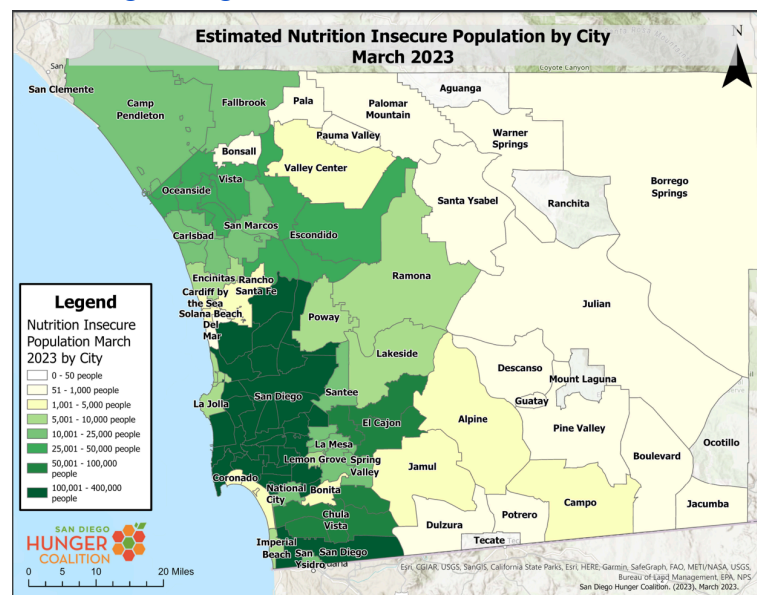 Estimated Nutrition Insecure Population by City
March 2023
N
Coyote Canyon
San
San Clemente
Camp
Pendleton
Fallbrook
Pala
Palomar
Mountain
Aguanga
Pauma Valley
Warner
Springs
Bonsall
Valley Center
Borrego
Springs
Vista
Oceanside
Santa Ysabel
Ranchita
San Marcos
Carlsbad
Escondido
Encinitas
Rancho
Santa Fe
Cardiff by
the Sea
Solana Beach
Del
Mar
Ramona
Julian
Poway
Lakeside
Descanso
Mount Laguna
Guatay
La Jolla
San Diego
Santee
El Cajon
Alpine
Pine Valley
Ocotillo
La Mesa
Lemon Grove
Spring
Valley
Boulevard
Coronado
Jamul
National
City
Bonita
Campo
Jacumba
Chula
Vista
Dulzura
Potrero
Tecate
Imperial
Beach
San
Ysidro
San Diego
Legend
Nutrition Insecure
Population March
2023 by City
0 - 50 people
51 - 1,000 people
1,001 - 5,000 people
5,001 - 10,000 people
10,001 - 25,000 people
25,001 - 50,000 people
50,001 - 100,000
people
100,001 - 400,000
people
SAN DIEGO
HUNGER
COALITION
0 5 10 20 Miles
Esri, CGIAR, USGS, SanGIS, California State Parks, Esri, HERE, Garmin, SafeGraph, FAO, METI/NASA, USGS,
Bureau of Land Management, EPA, NPS
San Diego Hunger Coalition. (2023). March 2023.